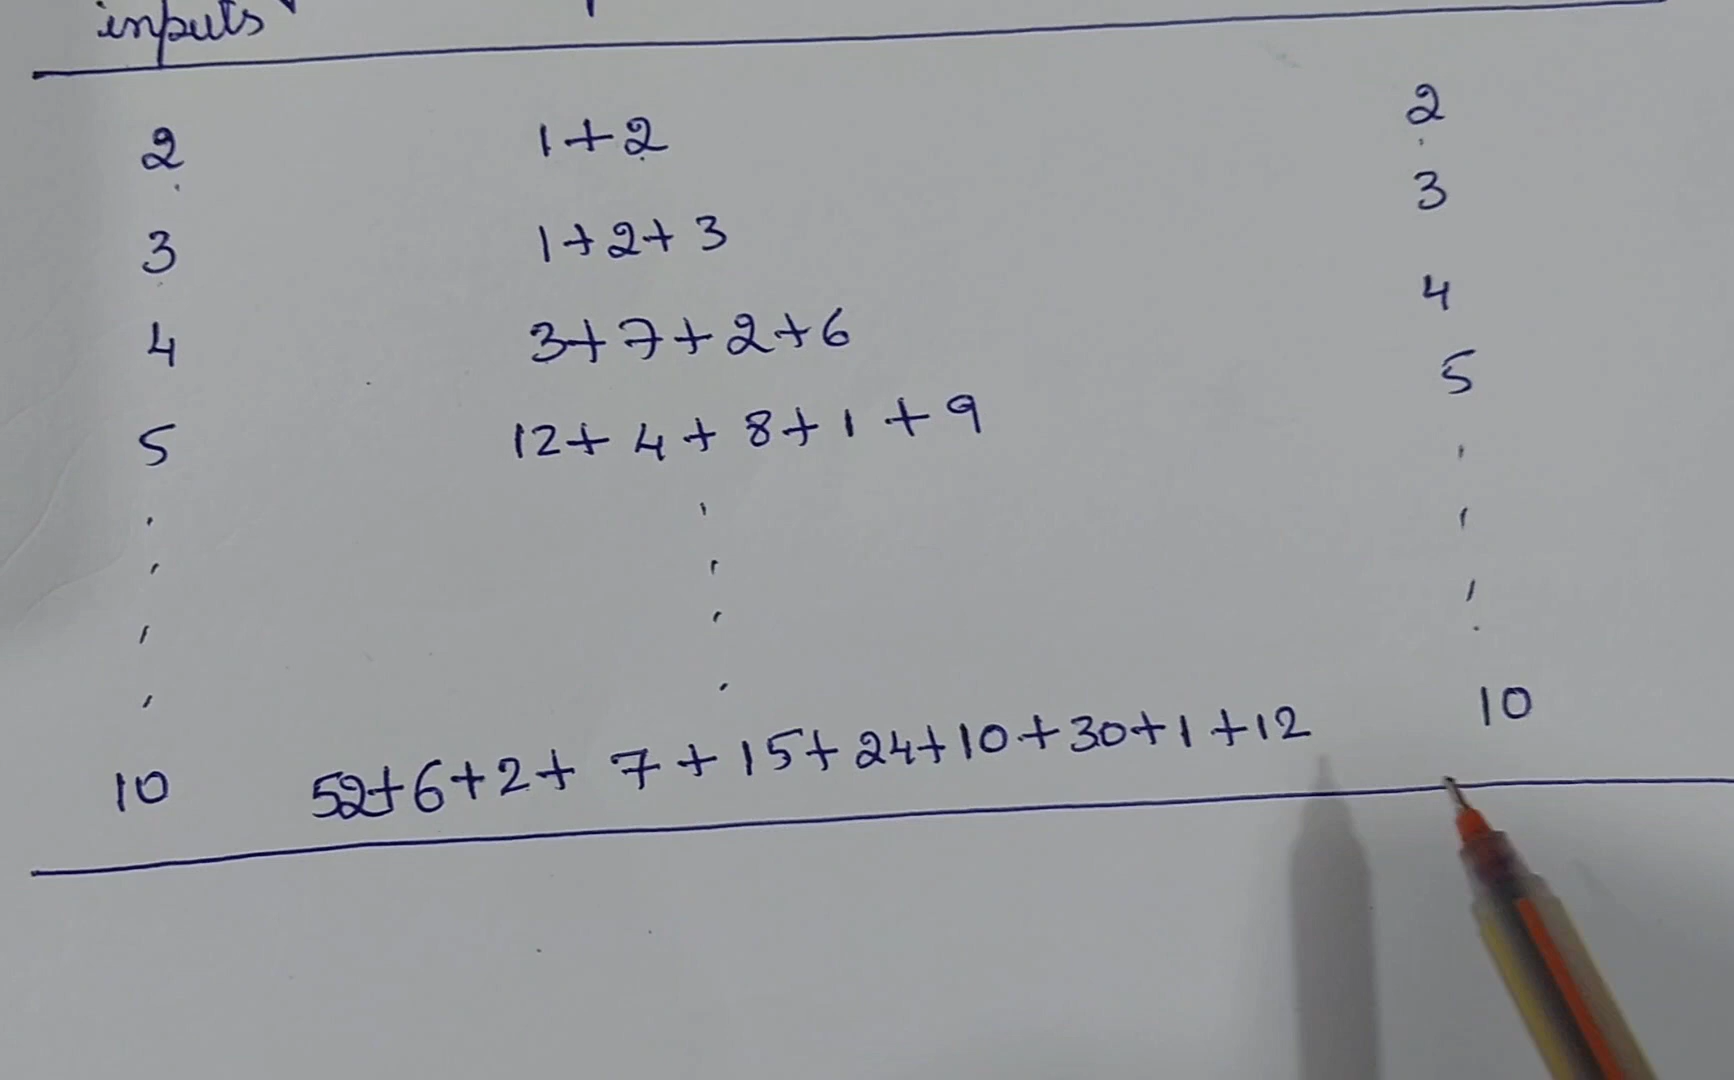 inputs
2 1+2 2
3 1+2+3 3
4 3+7+2+6 4
5 12+4+8+1+9 5
10 52+6+2+7+15+24+10+30+1+12 10